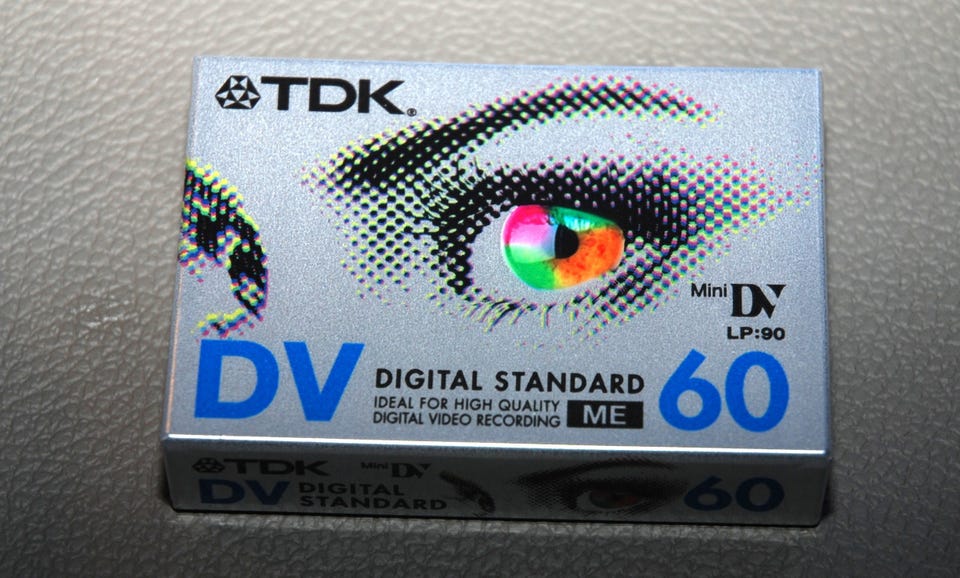 TDK®
Mini DV
LP:90
DV DIGITAL STANDARD 60
IDEAL FOR HIGH QUALITY
DIGITAL VIDEO RECORDING ME
TDK Mini DV
DV DIGITAL 60
STANDARD